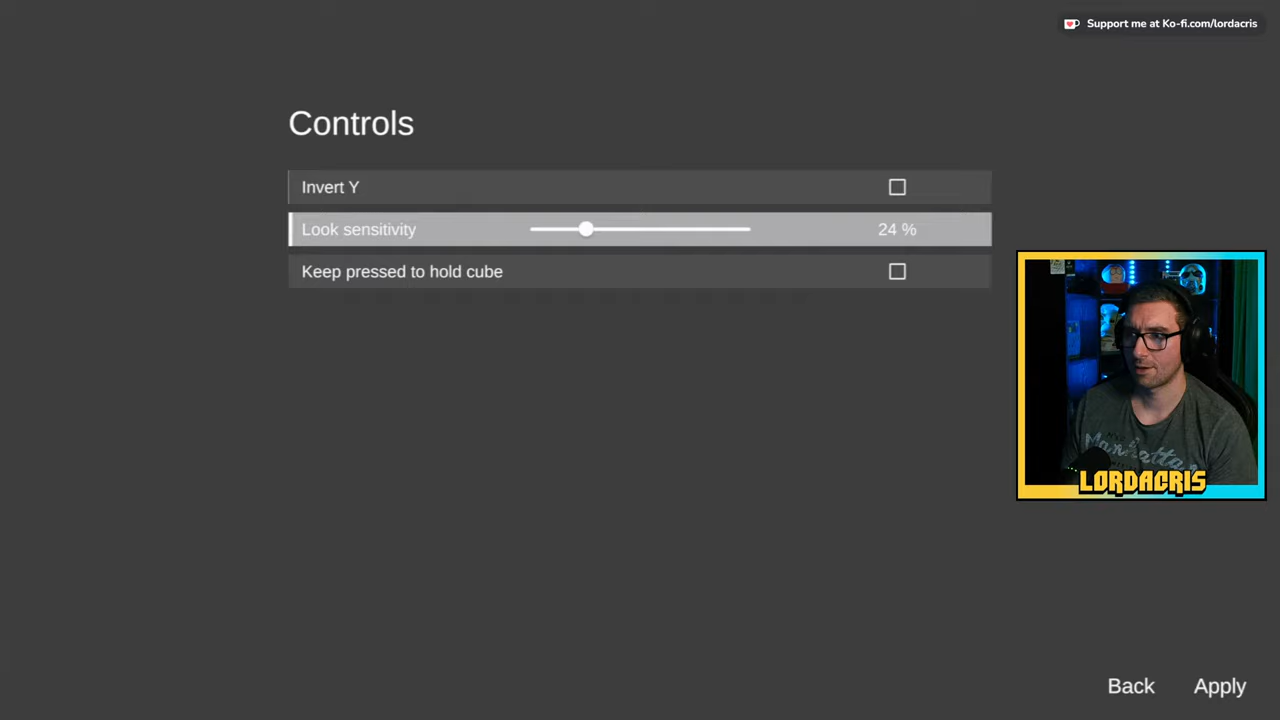 Support me at Ko-fi.com/lordacris
Controls
Invert Y
Look sensitivity 24 %
Keep pressed to hold cube
Manhatta
LORDACRIS
Back Apply